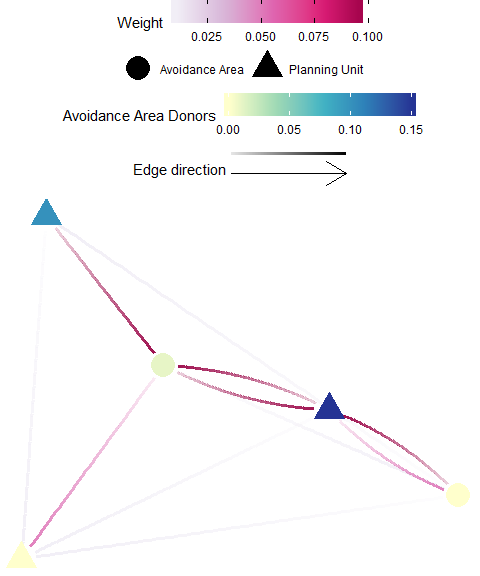 Weight
0.025 0.050 0.075 0.100
Avoidance Area Planning Unit
Avoidance Area Donors
0.00 0.05 0.10 0.15
Edge direction